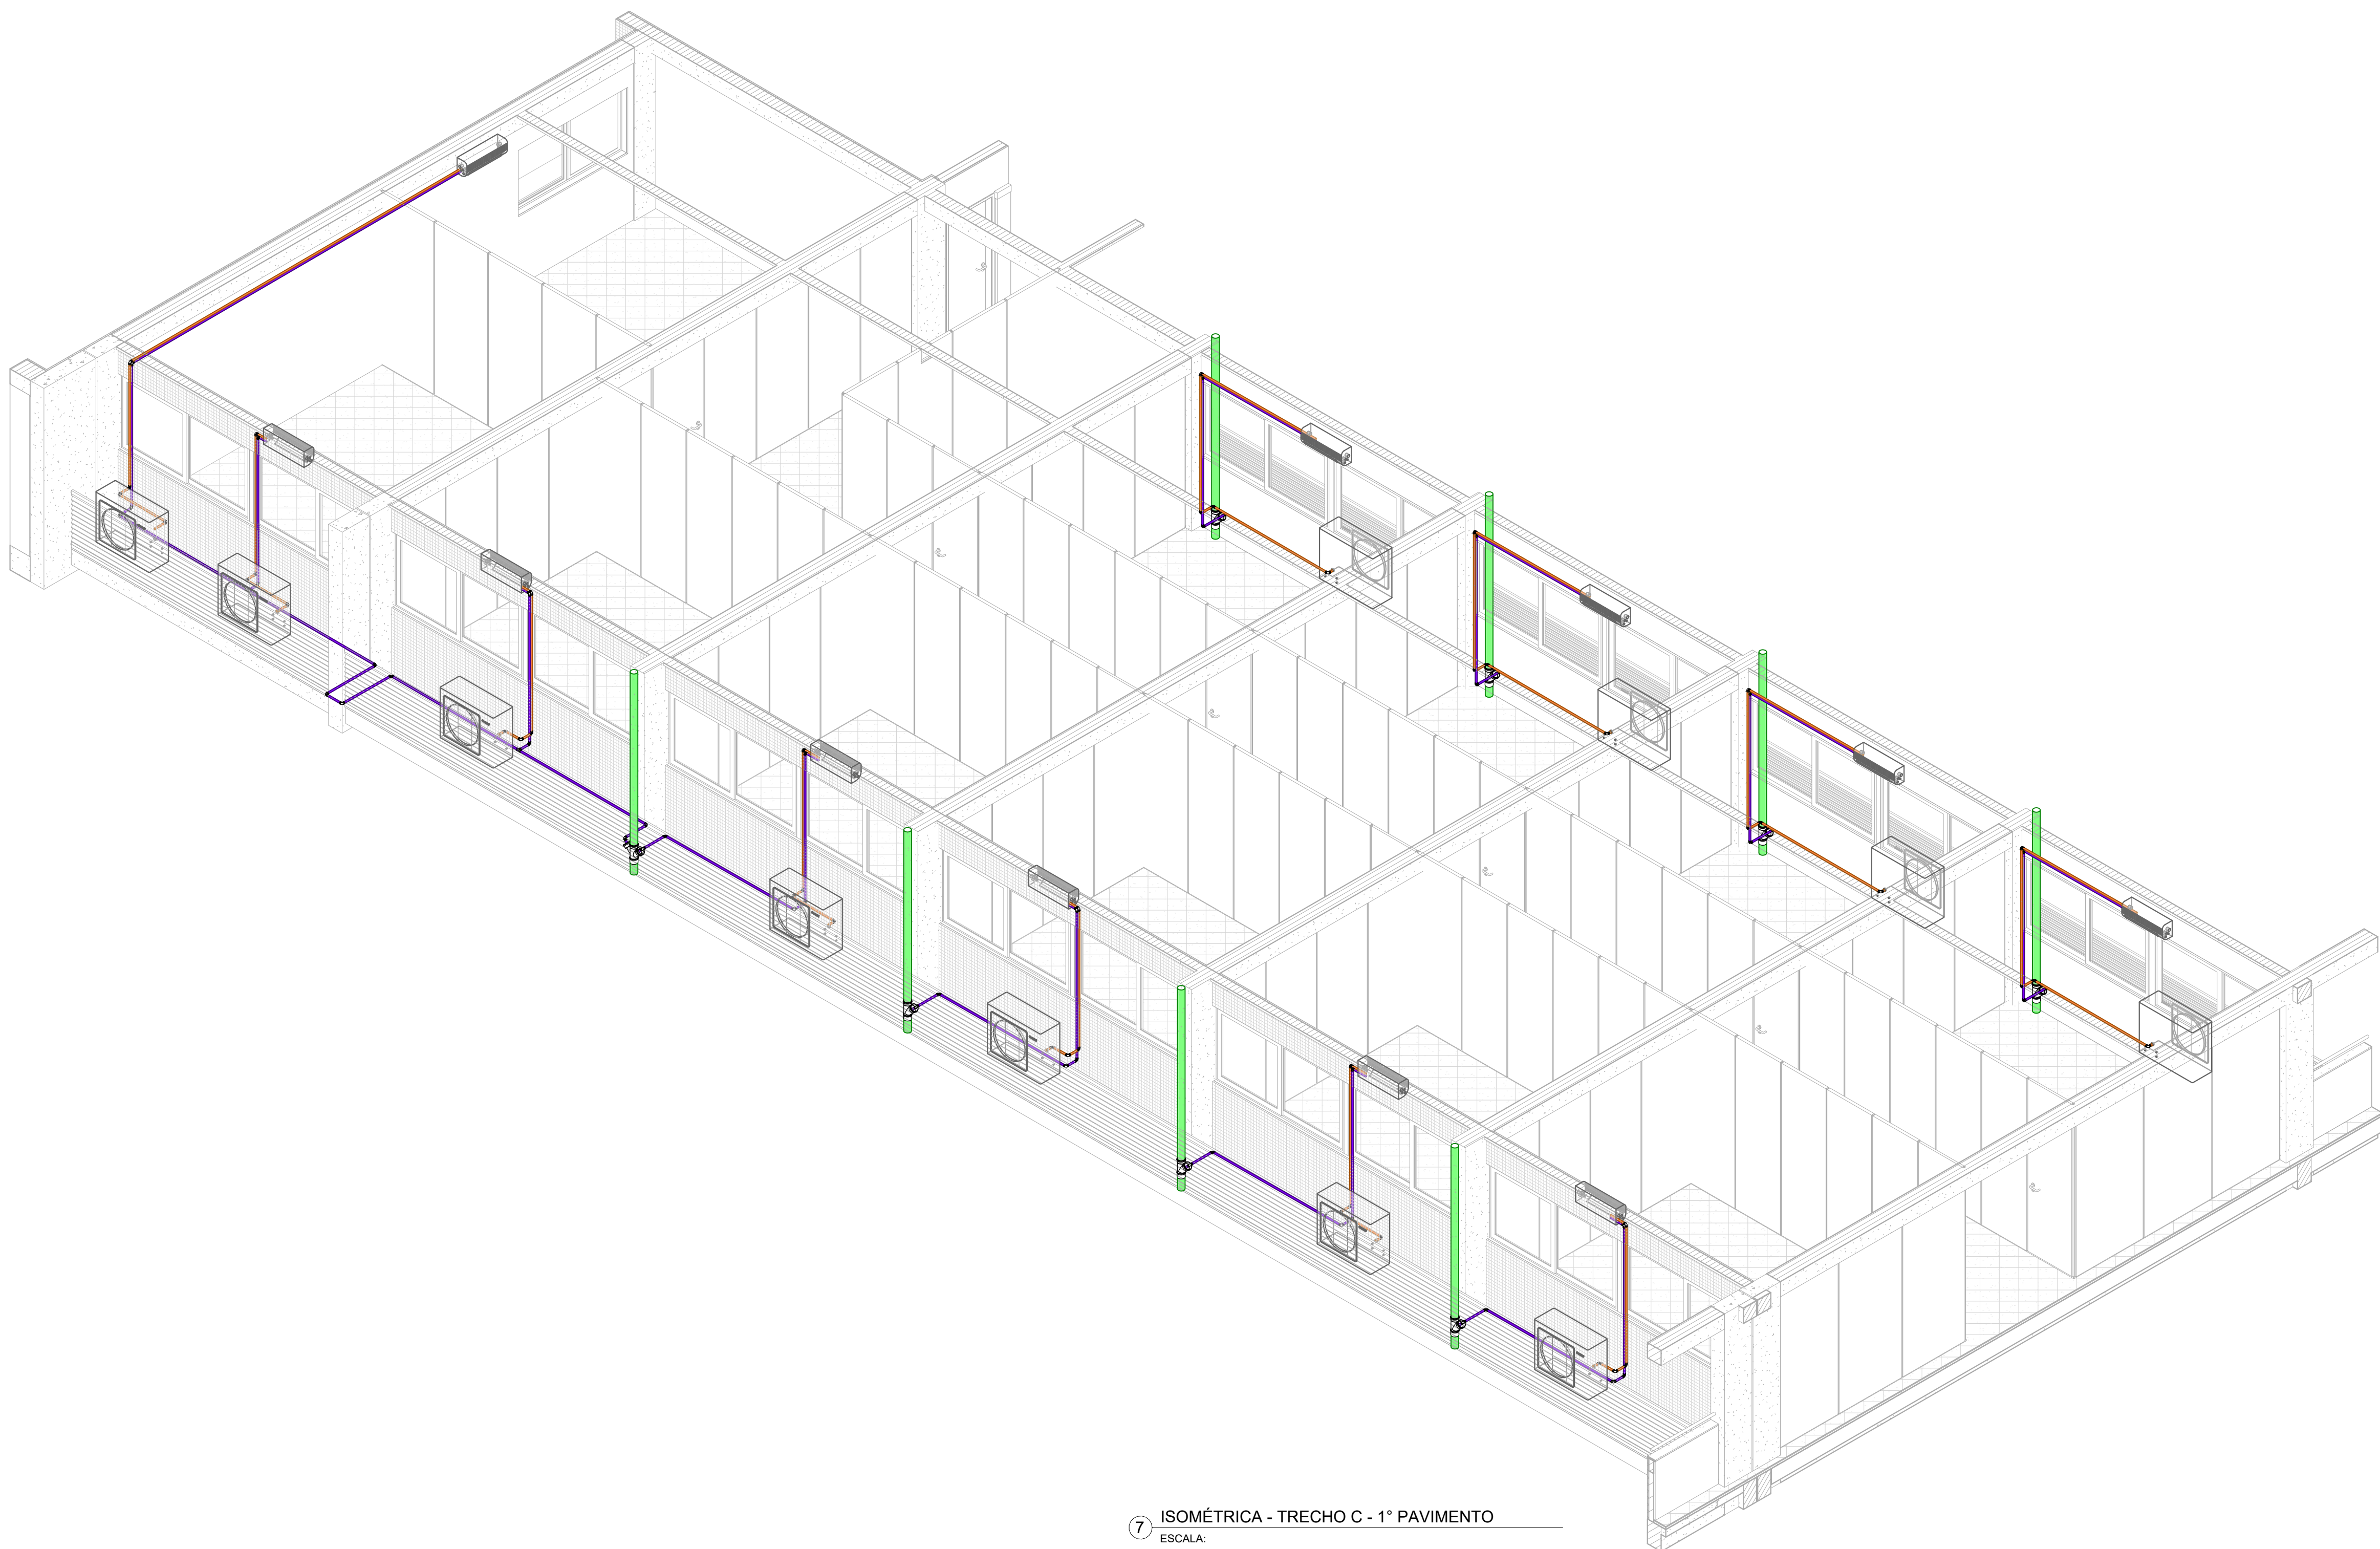 7
ISOMÉTRICA - TRECHO C - 1° PAVIMENTO
ESCALA: